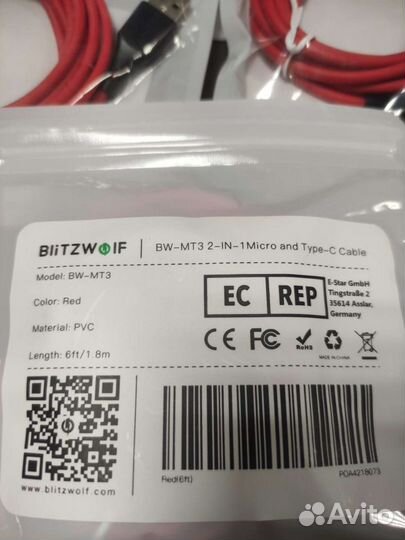 BlitzWolf
BW-MT3 2-IN-1Micro and Type-C Cable
Model: BW-MT3
Color: Red
Material: PVC
Length: 6ft/1.8m
EC REP
E-Star GmbH
Tingstraße 2
35614 Asslar,
Germany
CE FC RoHS
MADE IN CHINA
www.blitzwolf.com
Red(6ft)
PDA4218073
Avito